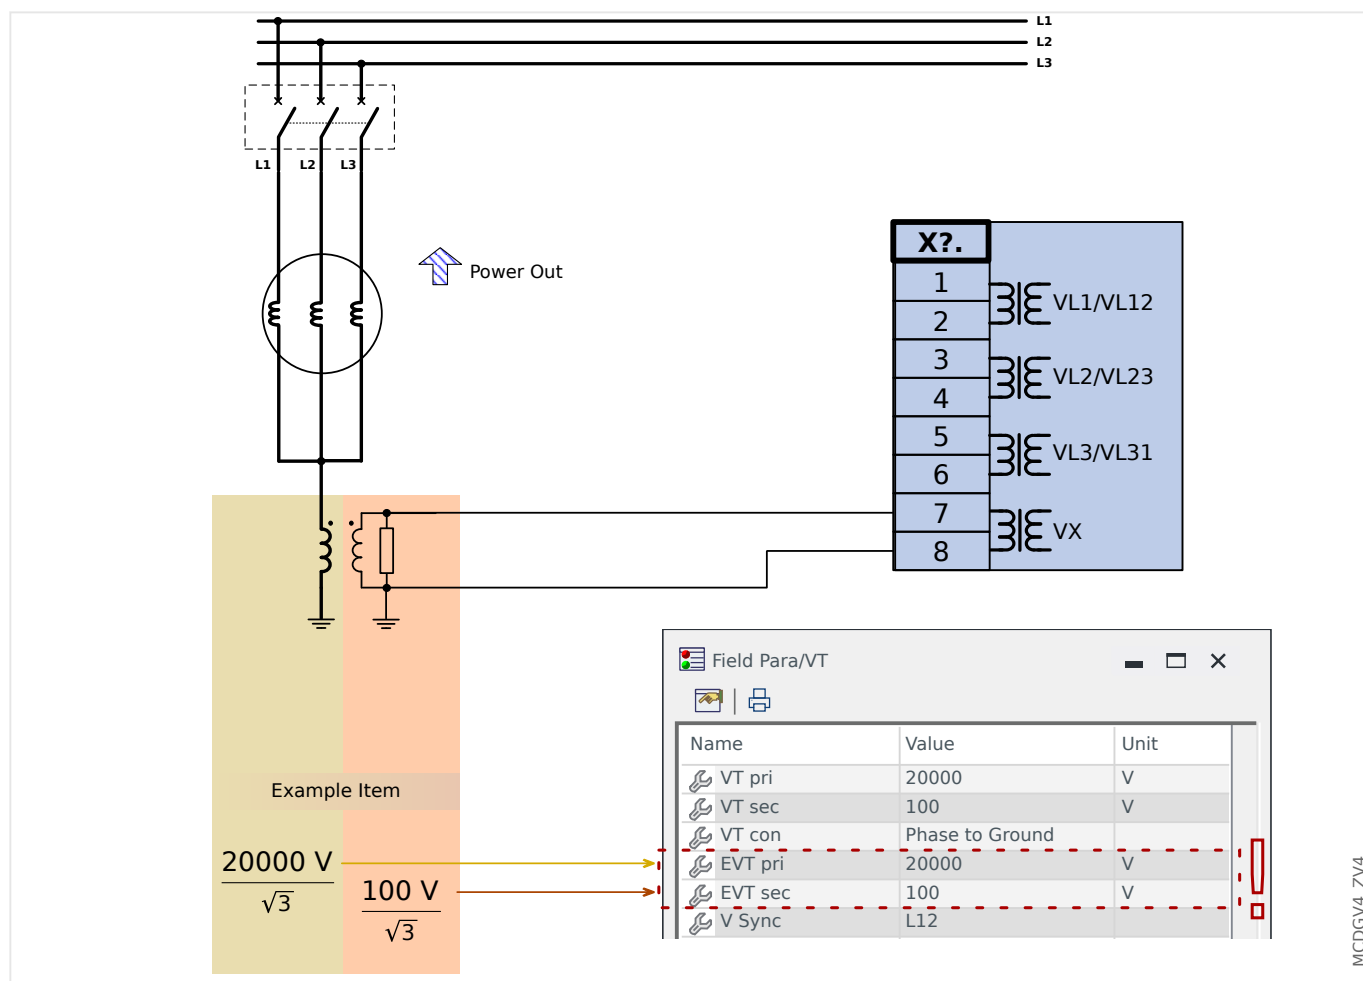 L1
L2
L3
L1 L2 L3
Power Out
X?.
1
2
VL1/VL12
3
4
VL2/VL23
5
6
VL3/VL31
7
8
VX
Field Para/VT
Name Value Unit
VT pri 20000 V
VT sec 100 V
VT con Phase to Ground
EVT pri 20000 V
EVT sec 100 V
V Sync L12
Example Item
20000 V
√3
100 V
√3
MCDGV4_ZV4